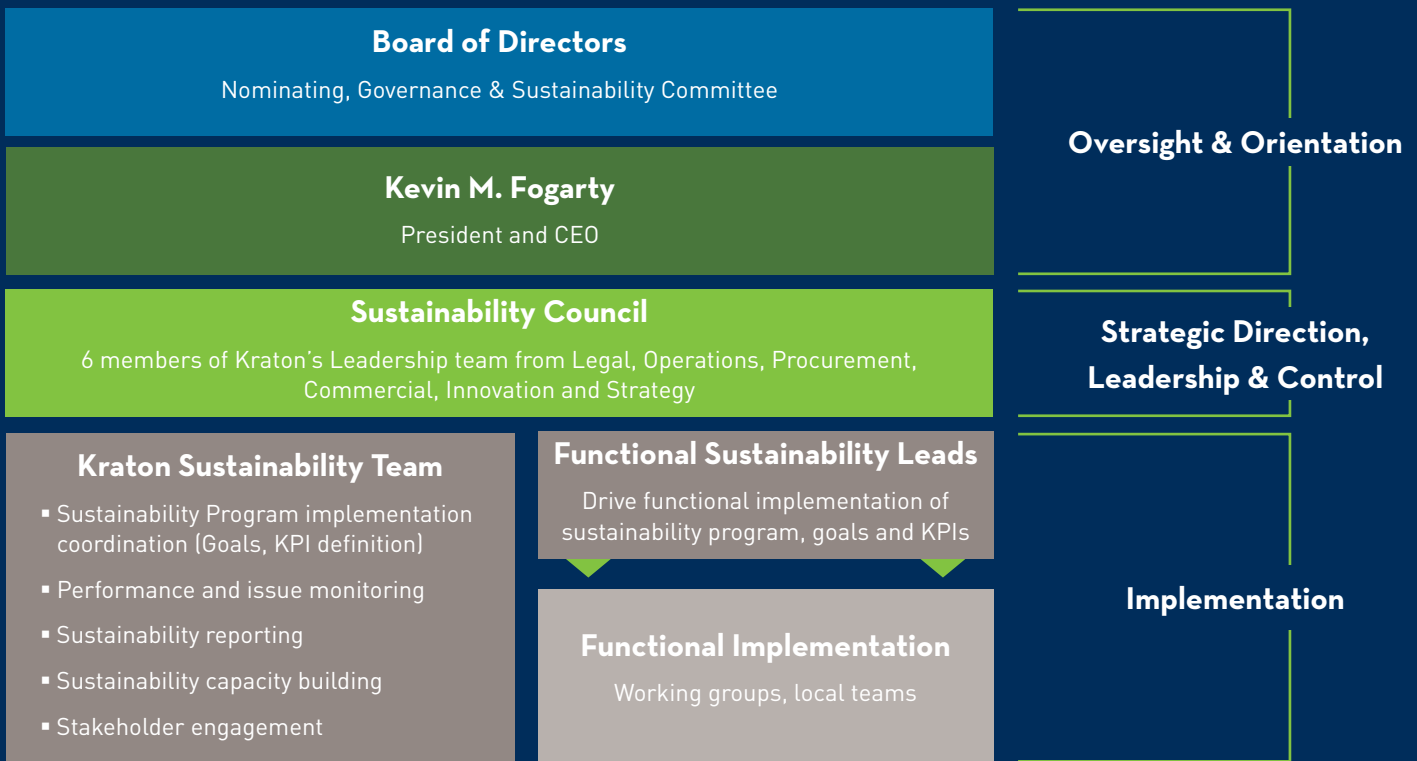 Board of Directors
Nominating, Governance & Sustainability Committee
Oversight & Orientation
Kevin M. Fogarty
President and CEO
Sustainability Council
6 members of Kraton’s Leadership team from Legal, Operations, Procurement,
Commercial, Innovation and Strategy
Strategic Direction,
Leadership & Control
Kraton Sustainability Team
▪ Sustainability Program implementation
coordination (Goals, KPI definition)
▪ Performance and issue monitoring
▪ Sustainability reporting
▪ Sustainability capacity building
▪ Stakeholder engagement
Functional Sustainability Leads
Drive functional implementation of
sustainability program, goals and KPIs
Functional Implementation
Working groups, local teams
Implementation